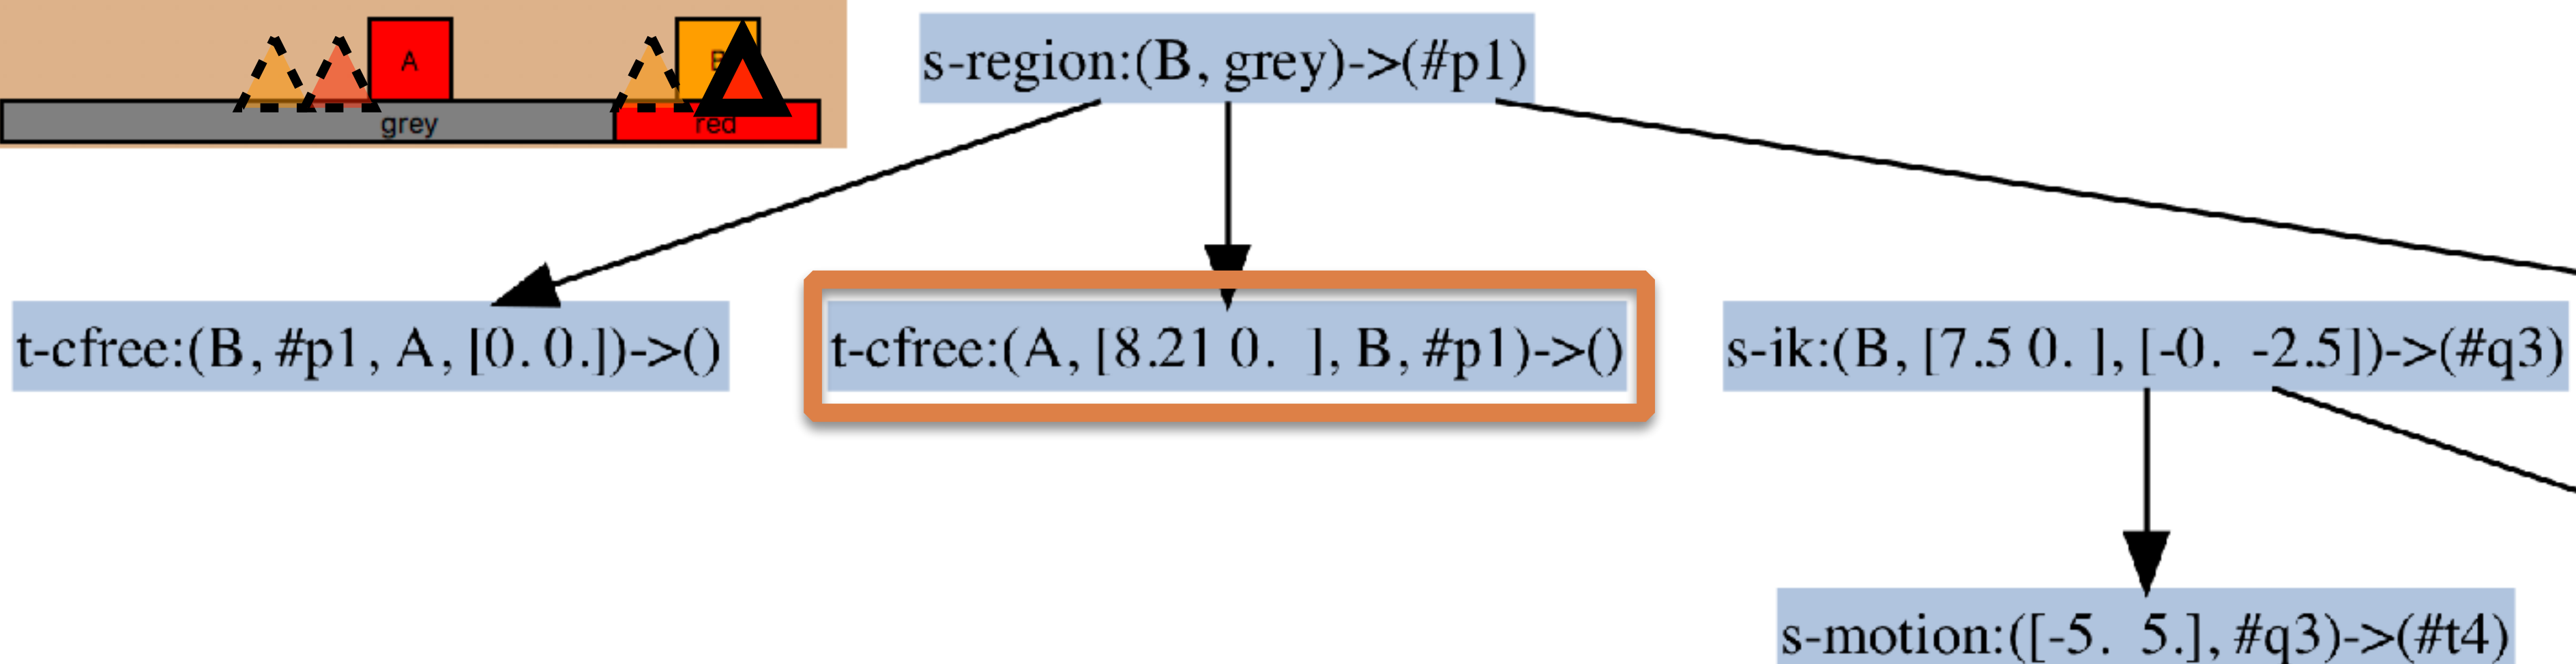 A
B
grey
red
s-region:(B, grey)->(#p1)
t-cfree:(B, #p1, A, [0. 0.])->()
t-cfree:(A, [8.21 0.  ], B, #p1)->()
s-ik:(B, [7.5 0. ], [-0.  -2.5])->(#q3)
s-motion:([-5.  5.], #q3)->(#t4)